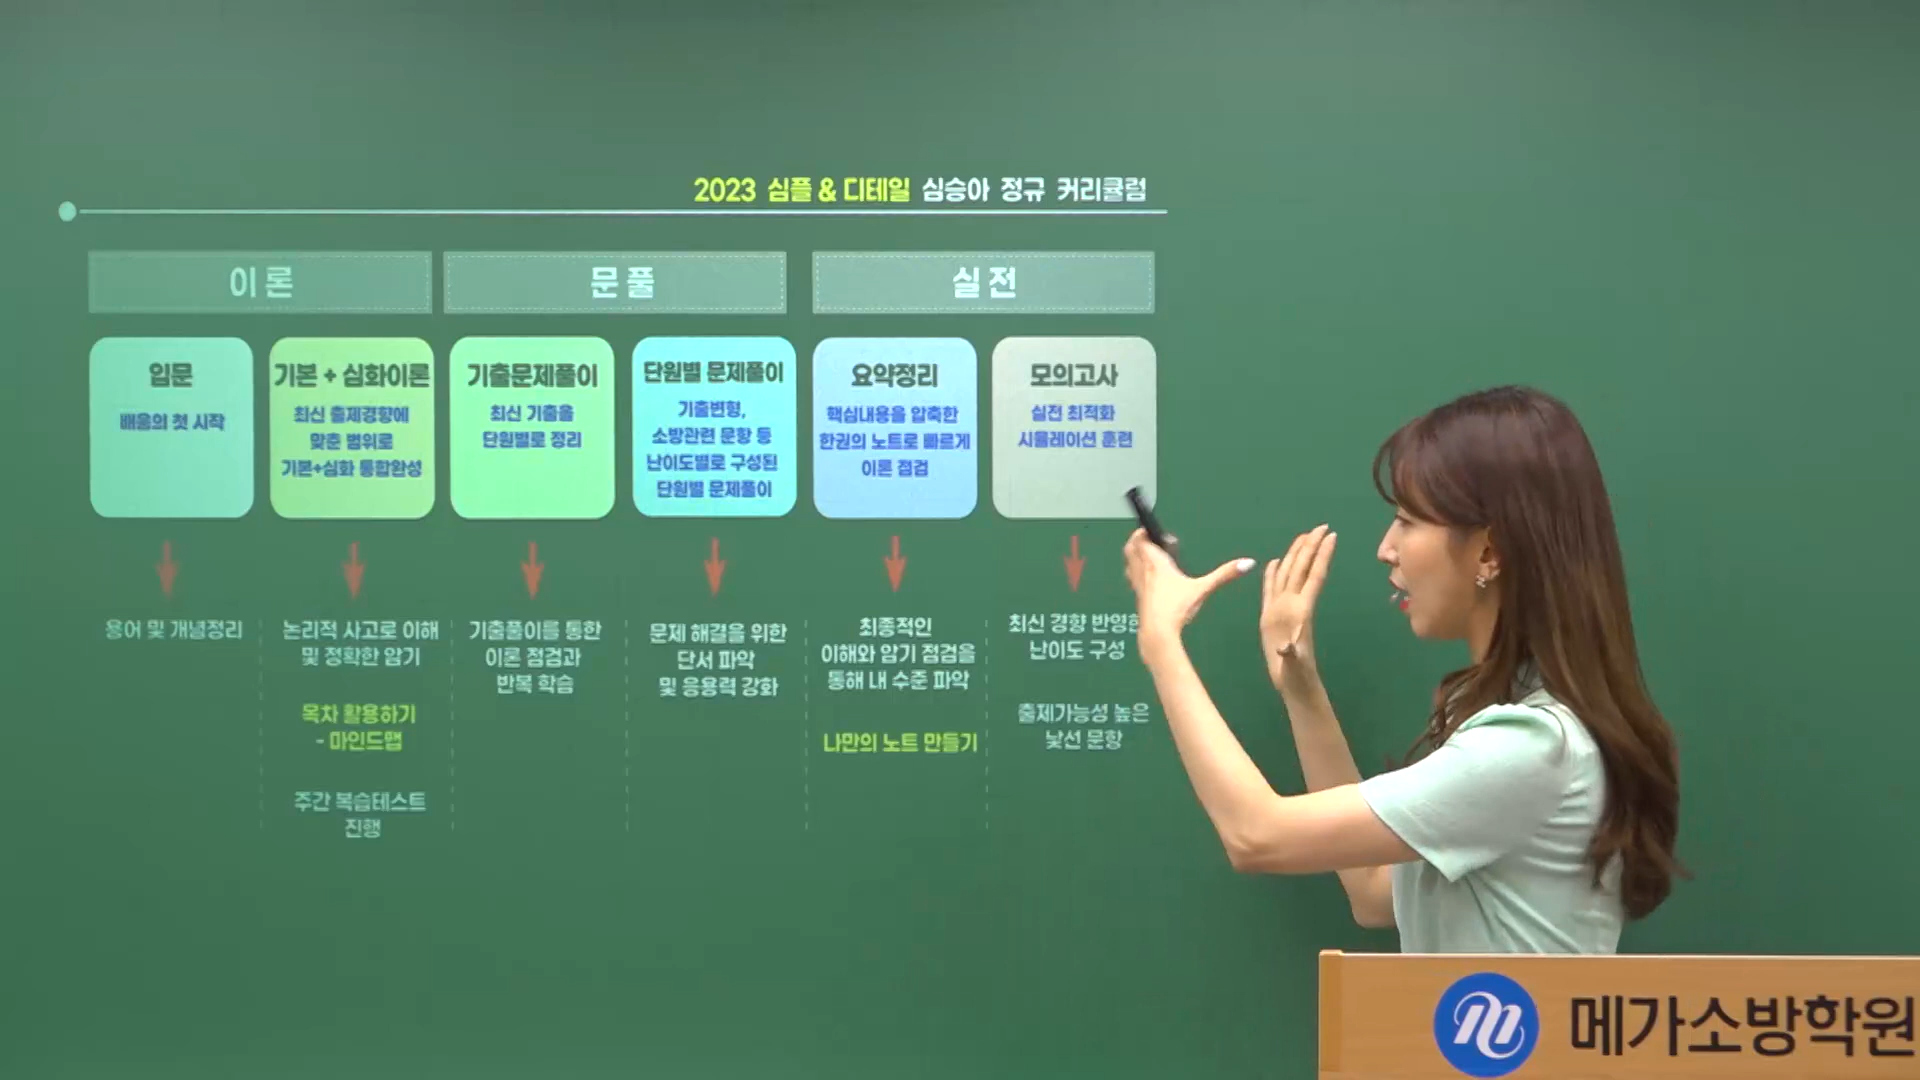 2023 심플 & 디테일 심승아 정규 커리큘럼
이론
문풀
실전
입문
배움의 첫 시작
기본 + 심화이론
최신 출제경향에
맞춘 범위로
기본+심화 통합완성
기출문제풀이
최신 기출을
단원별로 정리
단원별 문제풀이
기출변형,
소방관련 문항 등
난이도별로 구성된
단원별 문제풀이
요약정리
핵심내용을 압축한
한권의 노트로 빠르게
이론 점검
모의고사
실전 최적화
시뮬레이션 훈련
용어 및 개념정리
논리적 사고로 이해
및 정확한 암기
목차 활용하기
- 마인드맵
주간 복습테스트
진행
기출풀이를 통한
이론 점검과
반복 학습
문제 해결을 위한
단서 파악
및 응용력 강화
최종적인
이해와 암기 점검을
통해 내 수준 파악
나만의 노트 만들기
최신 경향 반영한
난이도 구성
출제가능성 높은
낯선 문항
메가소방학원